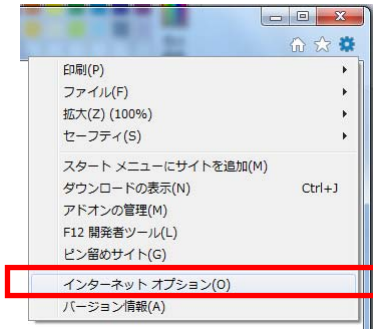 印刷(P)
ファイル(F)
拡大(Z) (100%)
セーフティ(S)
スタート メニューにサイトを追加(M)
ダウンロードの表示(N) Ctrl+J
アドオンの管理(M)
F12 開発者ツール(L)
ピン留めサイト(G)
インターネット オプション(O)
バージョン情報(A)